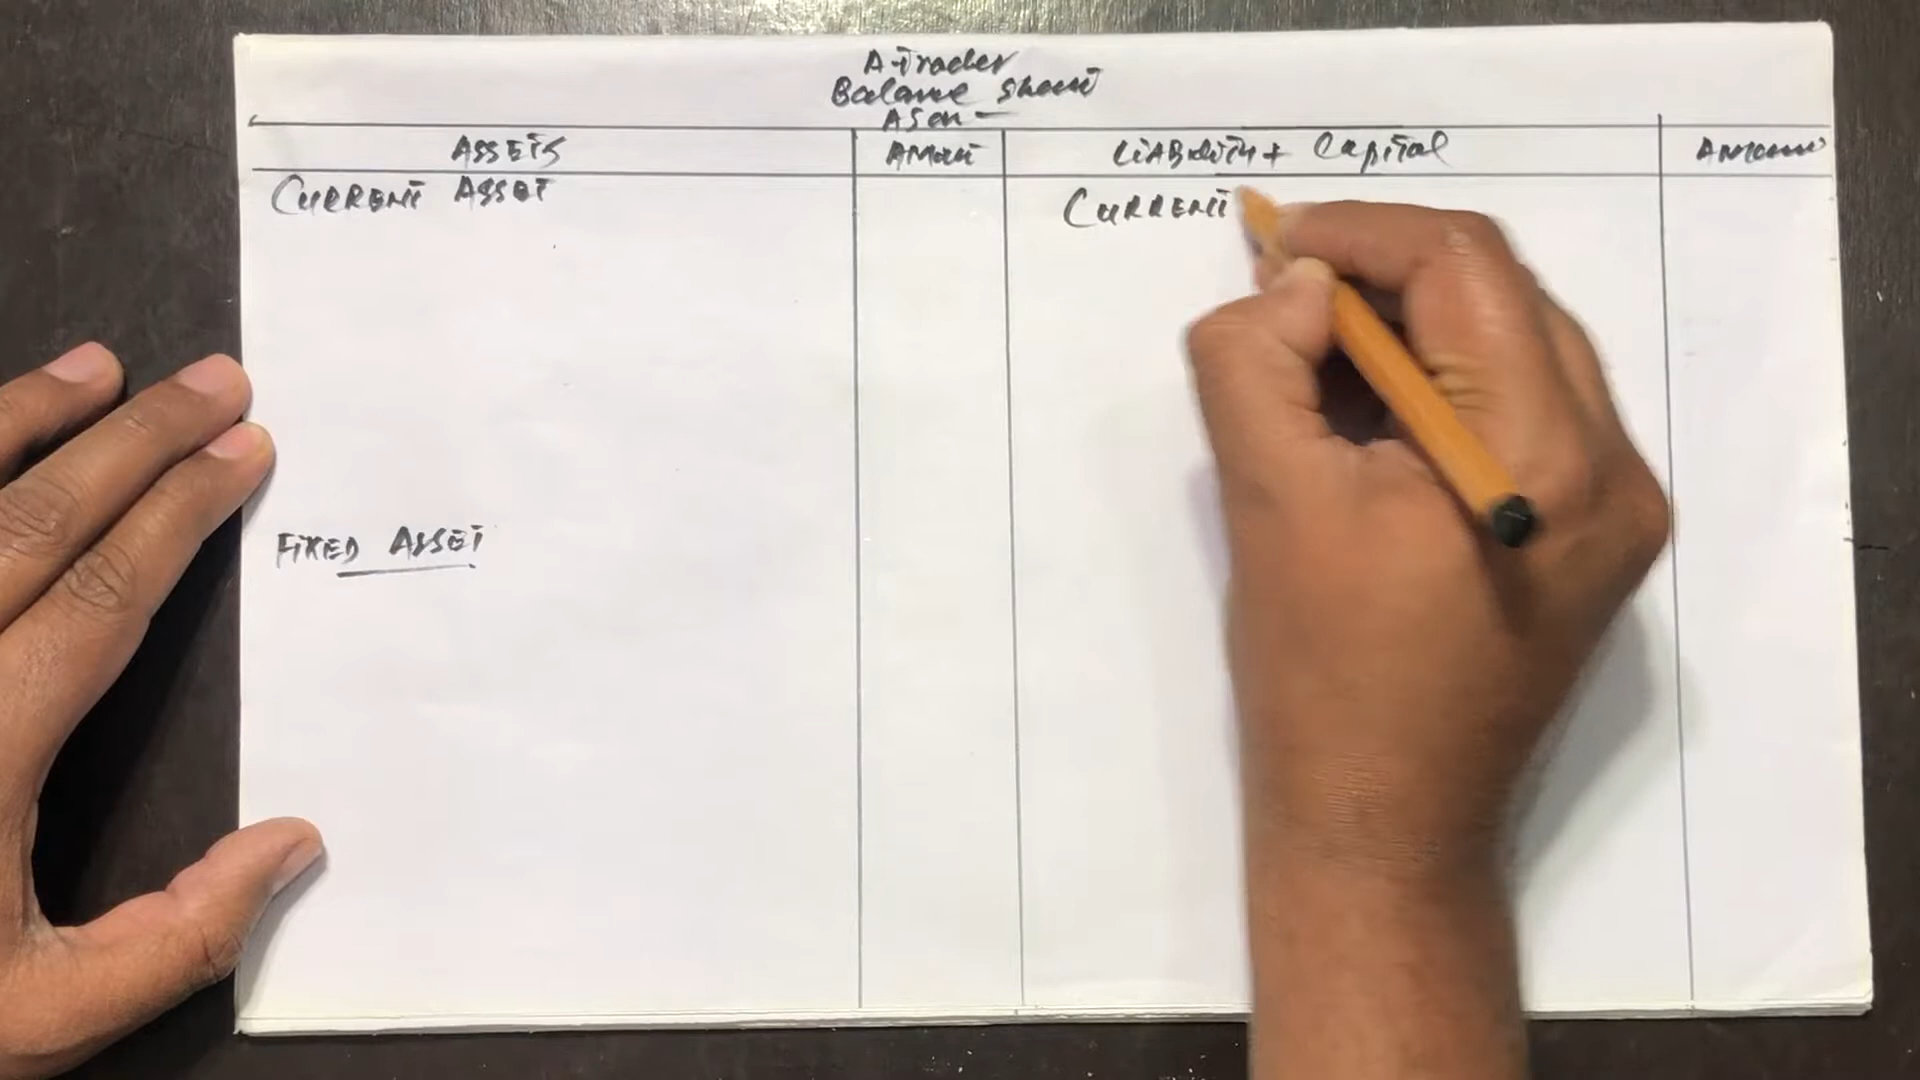 A-Trader
Balance Sheet
As on -
ASSETS
Amount
LIABILITY + Capital
Amount
CURRENT ASSET
CURRENT
FIXED ASSET